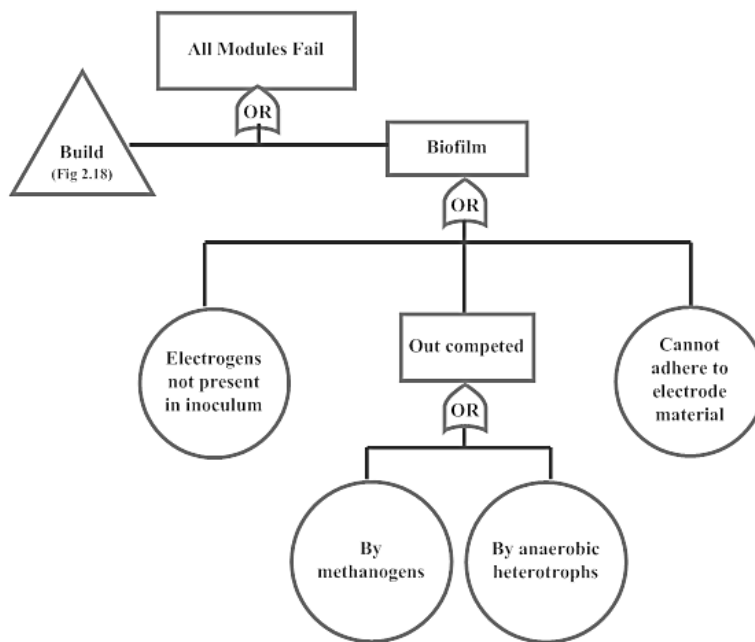 All Modules Fail
OR
Build
(Fig 2.18)
Biofilm
OR
Electrogens
not present
in inoculum
Out competed
Cannot
adhere to
electrode
material
OR
By
methanogens
By anaerobic
heterotrophs